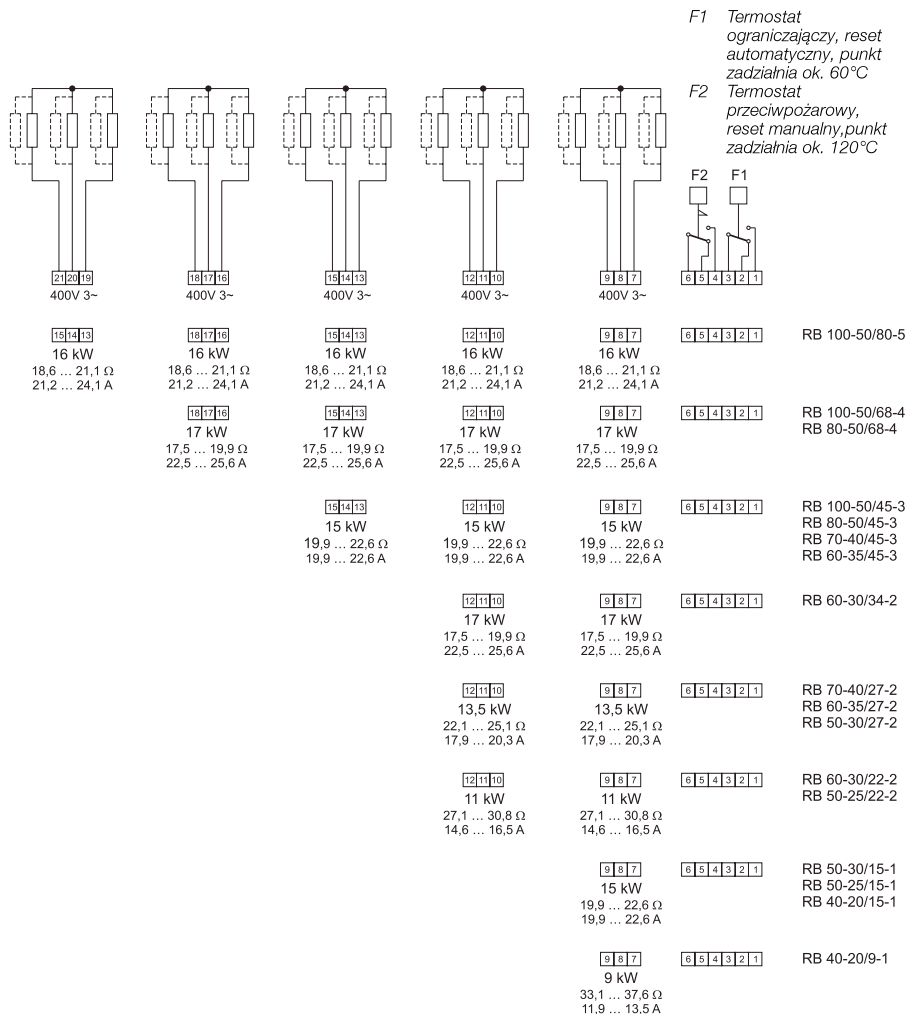 F1 Termostat
ograniczający, reset
automatyczny, punkt
zadziałnia ok. 60°C
F2 Termostat
przeciwpożarowy,
reset manualny,punkt
zadziałnia ok. 120°C
F2 F1
21 20 19 18 17 16 15 14 13 12 11 10 9 8 7 6 5 4 3 2 1
400V 3~ 400V 3~ 400V 3~ 400V 3~ 400V 3~
15 14 13 18 17 16 15 14 13 12 11 10 9 8 7 6 5 4 3 2 1 RB 100-50/80-5
16 kW 16 kW 16 kW 16 kW 16 kW
18,6 ... 21,1 Ω 18,6 ... 21,1 Ω 18,6 ... 21,1 Ω 18,6 ... 21,1 Ω 18,6 ... 21,1 Ω
21,2 ... 24,1 A 21,2 ... 24,1 A 21,2 ... 24,1 A 21,2 ... 24,1 A 21,2 ... 24,1 A
18 17 16 15 14 13 12 11 10 9 8 7 6 5 4 3 2 1 RB 100-50/68-4
RB 80-50/68-4
17 kW 17 kW 17 kW 17 kW
17,5 ... 19,9 Ω 17,5 ... 19,9 Ω 17,5 ... 19,9 Ω 17,5 ... 19,9 Ω
22,5 ... 25,6 A 22,5 ... 25,6 A 22,5 ... 25,6 A 22,5 ... 25,6 A
15 14 13 12 11 10 9 8 7 6 5 4 3 2 1 RB 100-50/45-3
15 kW 15 kW 15 kW RB 80-50/45-3
19,9 ... 22,6 Ω 19,9 ... 22,6 Ω 19,9 ... 22,6 Ω RB 70-40/45-3
19,9 ... 22,6 A 19,9 ... 22,6 A 19,9 ... 22,6 A RB 60-35/45-3
12 11 10 9 8 7 6 5 4 3 2 1 RB 60-30/34-2
17 kW 17 kW
17,5 ... 19,9 Ω 17,5 ... 19,9 Ω
22,5 ... 25,6 A 22,5 ... 25,6 A
12 11 10 9 8 7 6 5 4 3 2 1 RB 70-40/27-2
13,5 kW 13,5 kW RB 60-35/27-2
22,1 ... 25,1 Ω 22,1 ... 25,1 Ω RB 50-30/27-2
17,9 ... 20,3 A 17,9 ... 20,3 A
12 11 10 9 8 7 6 5 4 3 2 1 RB 60-30/22-2
11 kW 11 kW RB 50-25/22-2
27,1 ... 30,8 Ω 27,1 ... 30,8 Ω
14,6 ... 16,5 A 14,6 ... 16,5 A
9 8 7 6 5 4 3 2 1 RB 50-30/15-1
15 kW RB 50-25/15-1
19,9 ... 22,6 Ω RB 40-20/15-1
19,9 ... 22,6 A
9 8 7 6 5 4 3 2 1 RB 40-20/9-1
9 kW
33,1 ... 37,6 Ω
11,9 ... 13,5 A